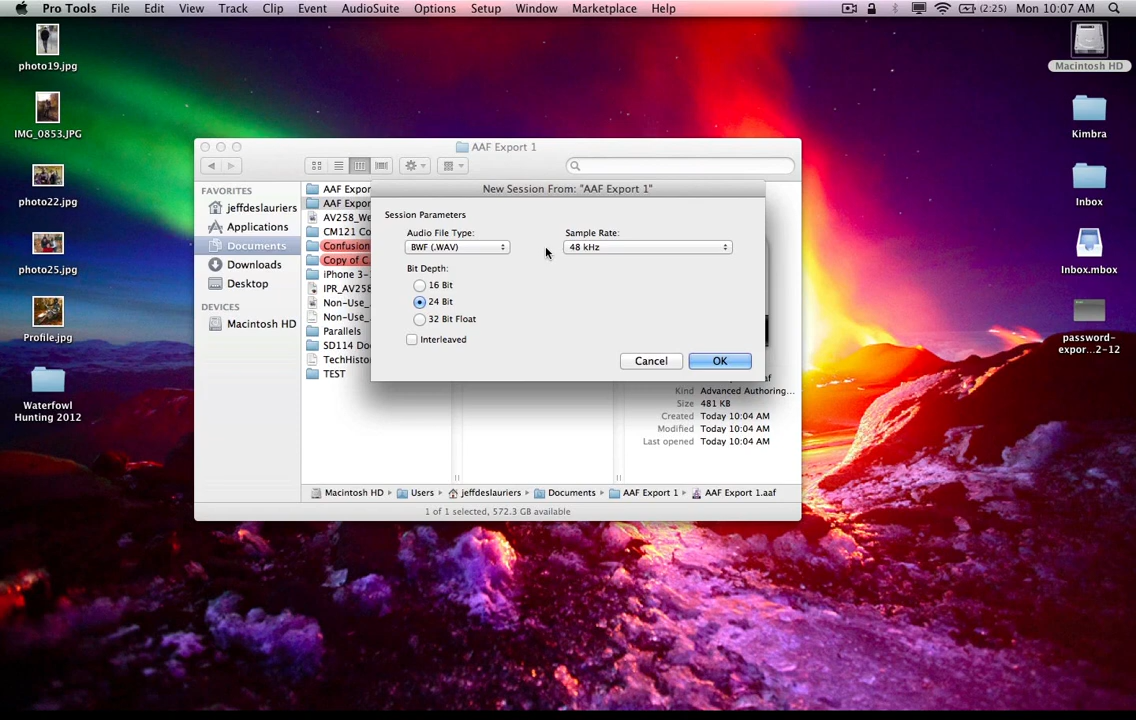 Pro Tools File Edit View Track Clip Event AudioSuite Options Setup Window Marketplace Help (2:25) Mon 10:07 AM
photo19.jpg
IMG_0853.JPG
photo22.jpg
photo25.jpg
Profile.jpg
Waterfowl
Hunting 2012
Macintosh HD
Kimbra
Inbox
Inbox.mbox
password-
expor...2-12
AAF Export 1
FAVORITES
jeffdeslauriers
Applications
Documents
Downloads
Desktop
DEVICES
Macintosh HD
AAF Expor
AAF Expor
AV258_We
CM121 Co
Confusion
Copy of C
iPhone 3-
IPR_AV258
Non-Use_
Non-Use_
Parallels
SD114 Do
TechHisto
TEST
New Session From: "AAF Export 1"
Session Parameters
Audio File Type:
BWF (.WAV)
Sample Rate:
48 kHz
Bit Depth:
16 Bit
24 Bit
32 Bit Float
Interleaved
Cancel OK
Kind Advanced Authoring...
Size 481 KB
Created Today 10:04 AM
Modified Today 10:04 AM
Last opened Today 10:04 AM
Macintosh HD Users jeffdeslauriers Documents AAF Export 1 AAF Export 1.aaf
1 of 1 selected, 572.3 GB available